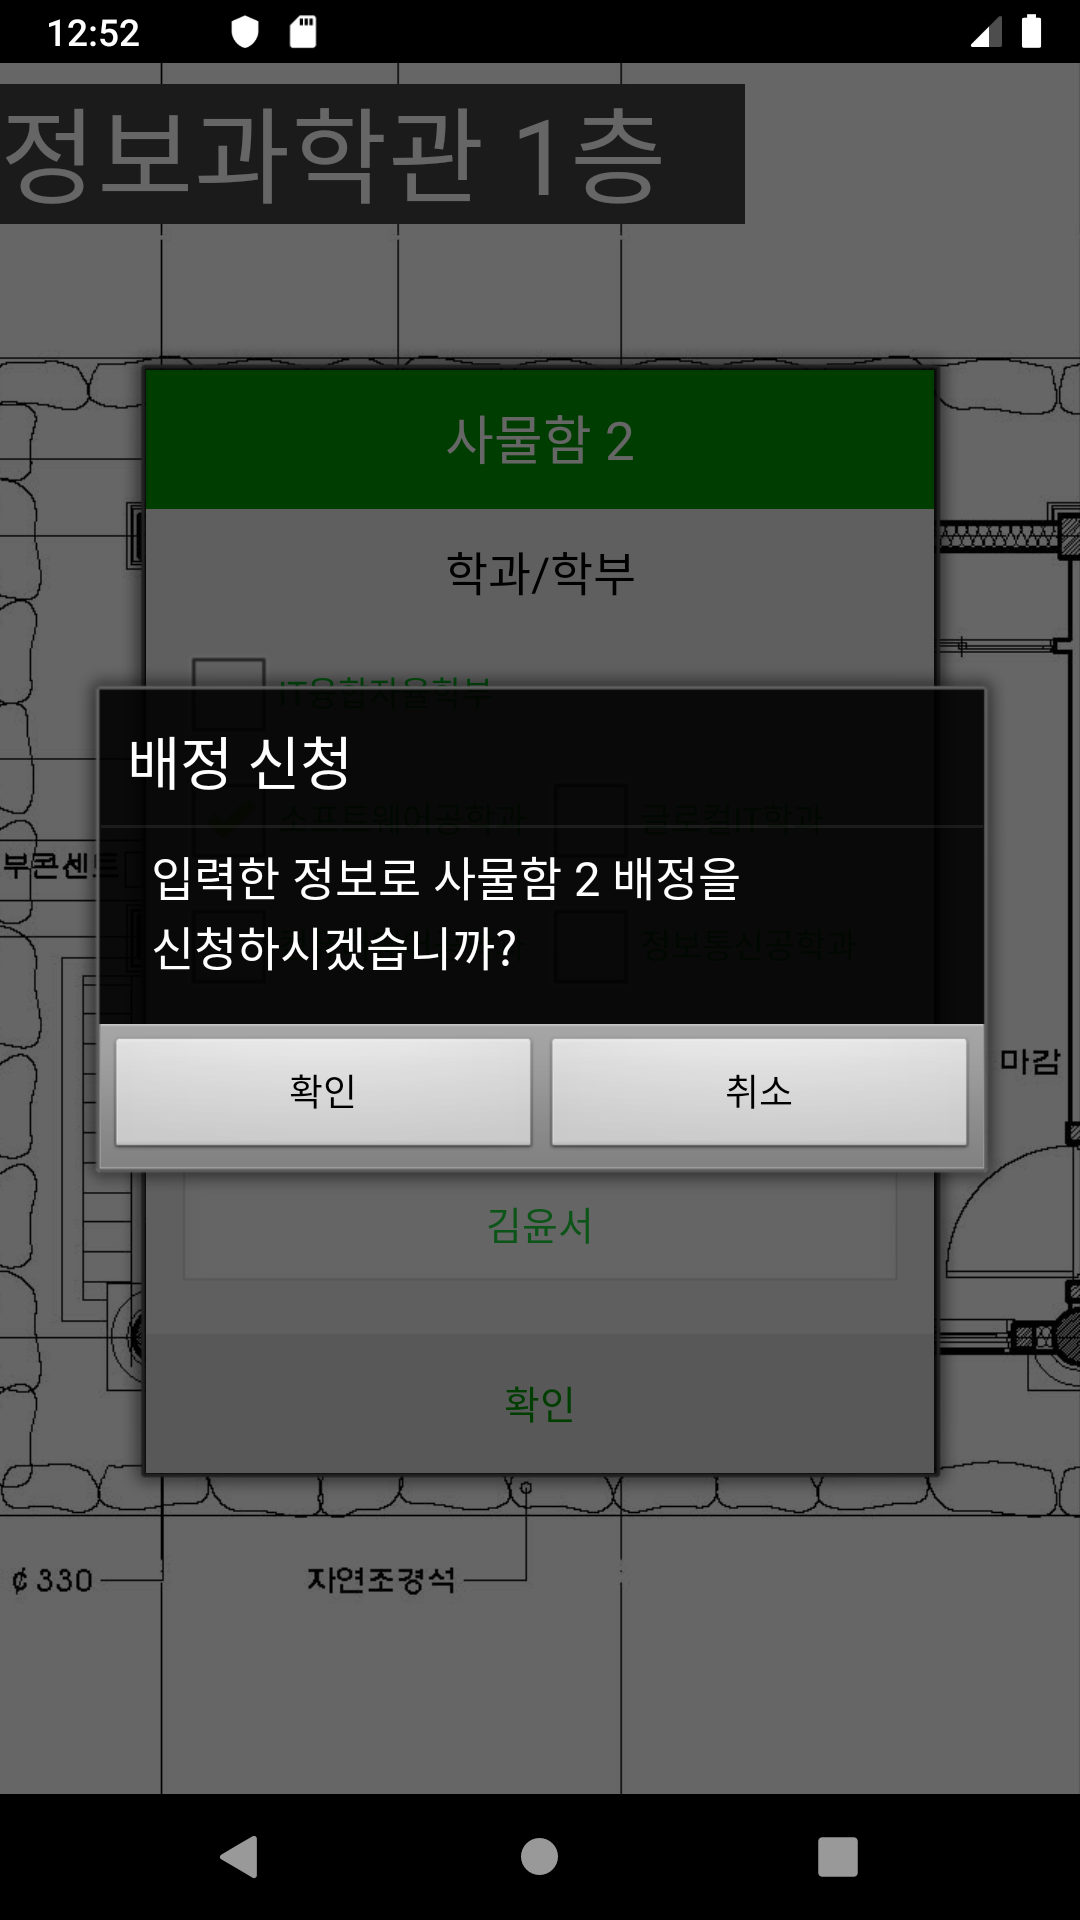 12:52
정보과학관 1층
사물함 2
학과/학부
IT융합자율학부
배정 신청
소프트웨어공학과 글로컬IT학과
부콘센트
입력한 정보로 사물함 2 배정을
신청하시겠습니까?
정보통신공학과
마감
확인 취소
김윤서
확인
¢ 330
자연조경석